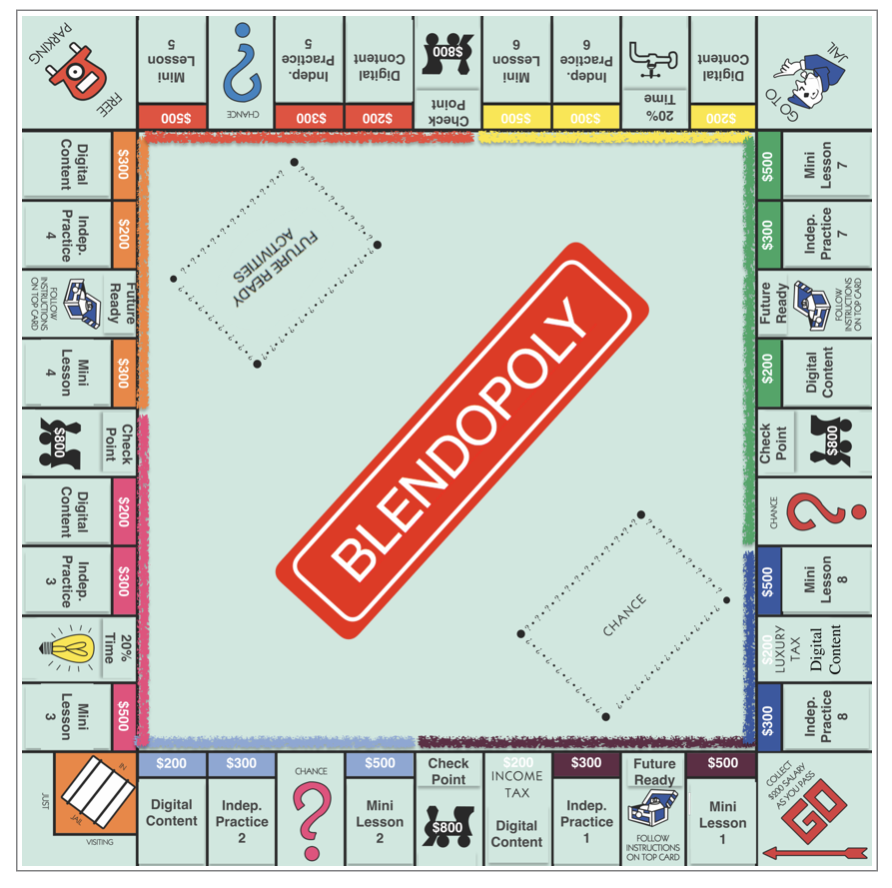 FREE
PARKING
Mini
Lesson
5
$500
CHANCE
Indep.
Practice
5
$300
Digital
Content
$200
$800
Check
Point
Mini
Lesson
6
$500
Indep.
Practice
6
$300
20%
Time
Digital
Content
$200
GO TO
JAIL
Mini
Lesson
7
$500
Indep.
Practice
7
$300
Future
Ready
FOLLOW
INSTRUCTIONS
ON TOP CARD
Digital
Content
$200
Check
Point
$800
CHANCE
Mini
Lesson
8
$500
Digital
Content
LUXURY
TAX
$200
Indep.
Practice
8
$300
COLLECT
$200 SALARY
AS YOU PASS
GO
Mini
Lesson
1
$500
Future
Ready
FOLLOW
INSTRUCTIONS
ON TOP CARD
$300
Indep.
Practice
1
$200
INCOME
TAX
Digital
Content
Check
Point
$800
$500
Mini
Lesson
2
CHANCE
$300
Indep.
Practice
2
$200
Digital
Content
IN
JAIL
JUST
VISITING
Mini
Lesson
3
$500
20%
Time
Indep.
Practice
3
$300
Digital
Content
$200
Check
Point
$800
Mini
Lesson
4
$300
Future
Ready
FOLLOW
INSTRUCTIONS
ON TOP CARD
Indep.
Practice
4
$200
Digital
Content
$300
FUTURE READY
ACTIVITIES
BLENDOPOLY
CHANCE